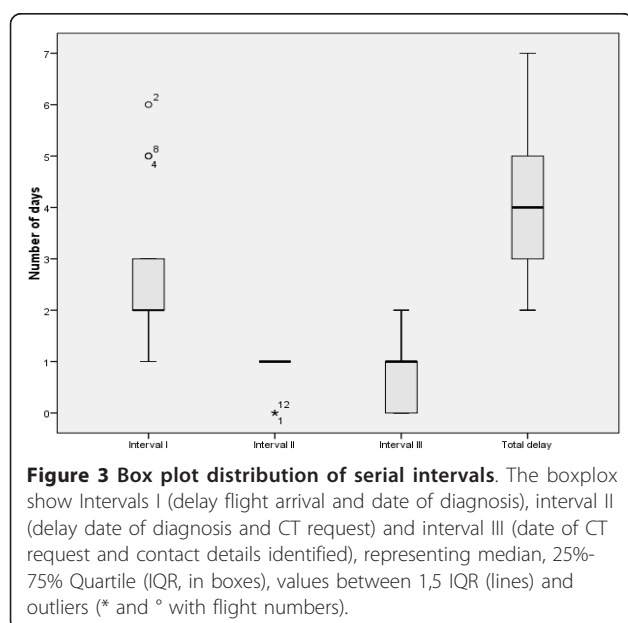 7
6
5
4
3
2
1
0
Number of days
2
8
4
12
*
1
Interval I
Interval II
Interval III
Total delay
Figure 3 Box plot distribution of serial intervals. The boxplox
show Intervals I (delay flight arrival and date of diagnosis), interval II
(delay date of diagnosis and CT request) and interval III (date of CT
request and contact details identified), representing median, 25%-
75% Quartile (IQR, in boxes), values between 1,5 IQR (lines) and
outliers (* and ° with flight numbers).